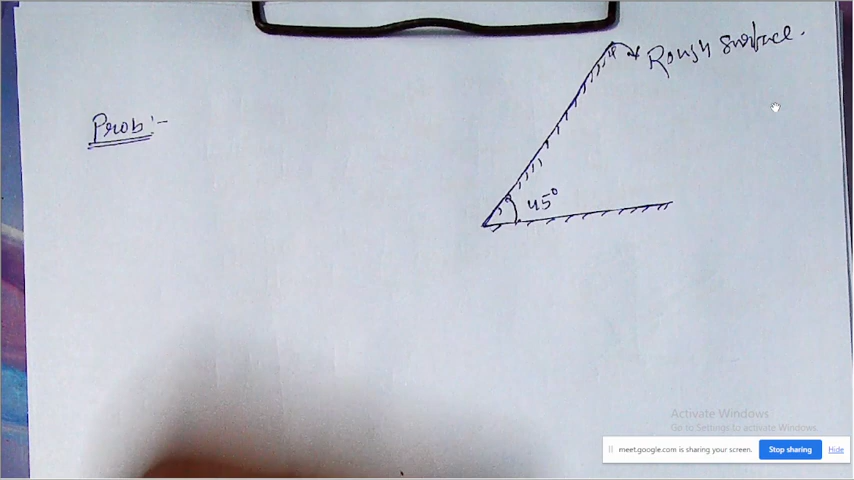 Rough surface.
Prob :-
45°
Activate Windows
Go to Settings to activate Windows.
meet.google.com is sharing your screen. Stop sharing Hide